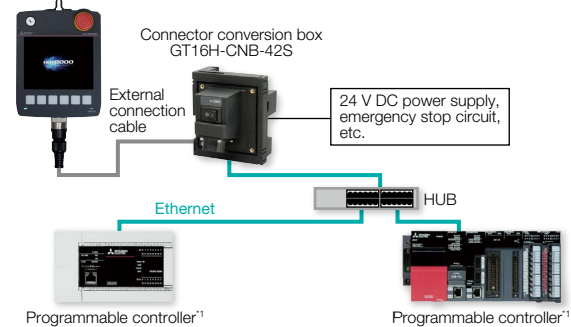 Connector conversion box
GT16H-CNB-42S
External
connection
cable
24 V DC power supply,
emergency stop circuit,
etc.
HUB
Ethernet
Programmable controller*1
Programmable controller*1